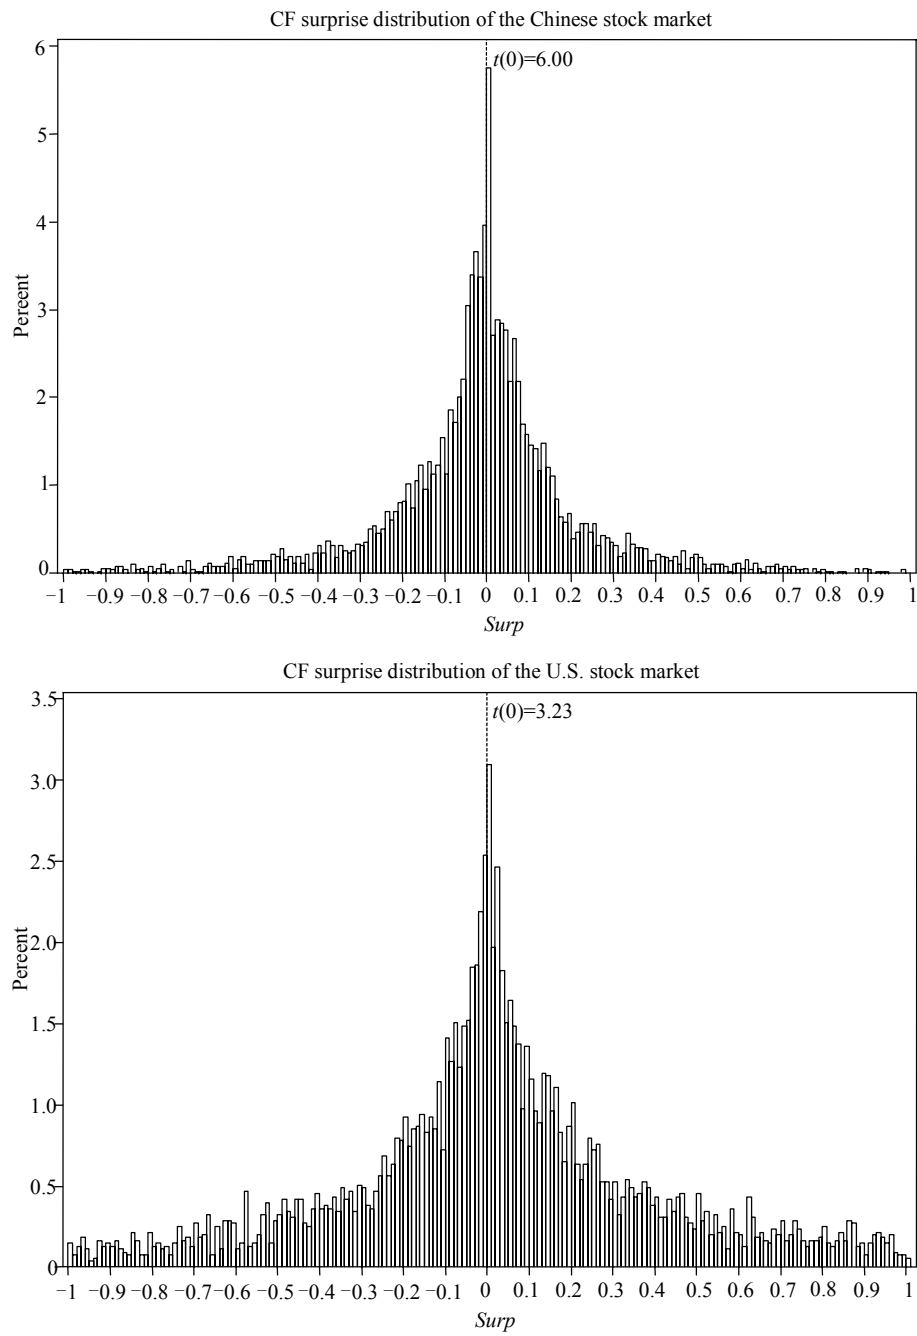 CF surprise distribution of the Chinese stock market
t(0)=6.00
6
5
4
3
2
1
0
Pereent
−1 −0.9 −0.8 −0.7 −0.6 −0.5 −0.4 −0.3 −0.2 −0.1 0 0.1 0.2 0.3 0.4 0.5 0.6 0.7 0.8 0.9 1
Surp
CF surprise distribution of the U.S. stock market
t(0)=3.23
3.5
3.0
2.5
2.0
1.5
1.0
0.5
0
Pereent
−1 −0.9 −0.8 −0.7 −0.6 −0.5 −0.4 −0.3 −0.2 −0.1 0 0.1 0.2 0.3 0.4 0.5 0.6 0.7 0.8 0.9 1
Surp